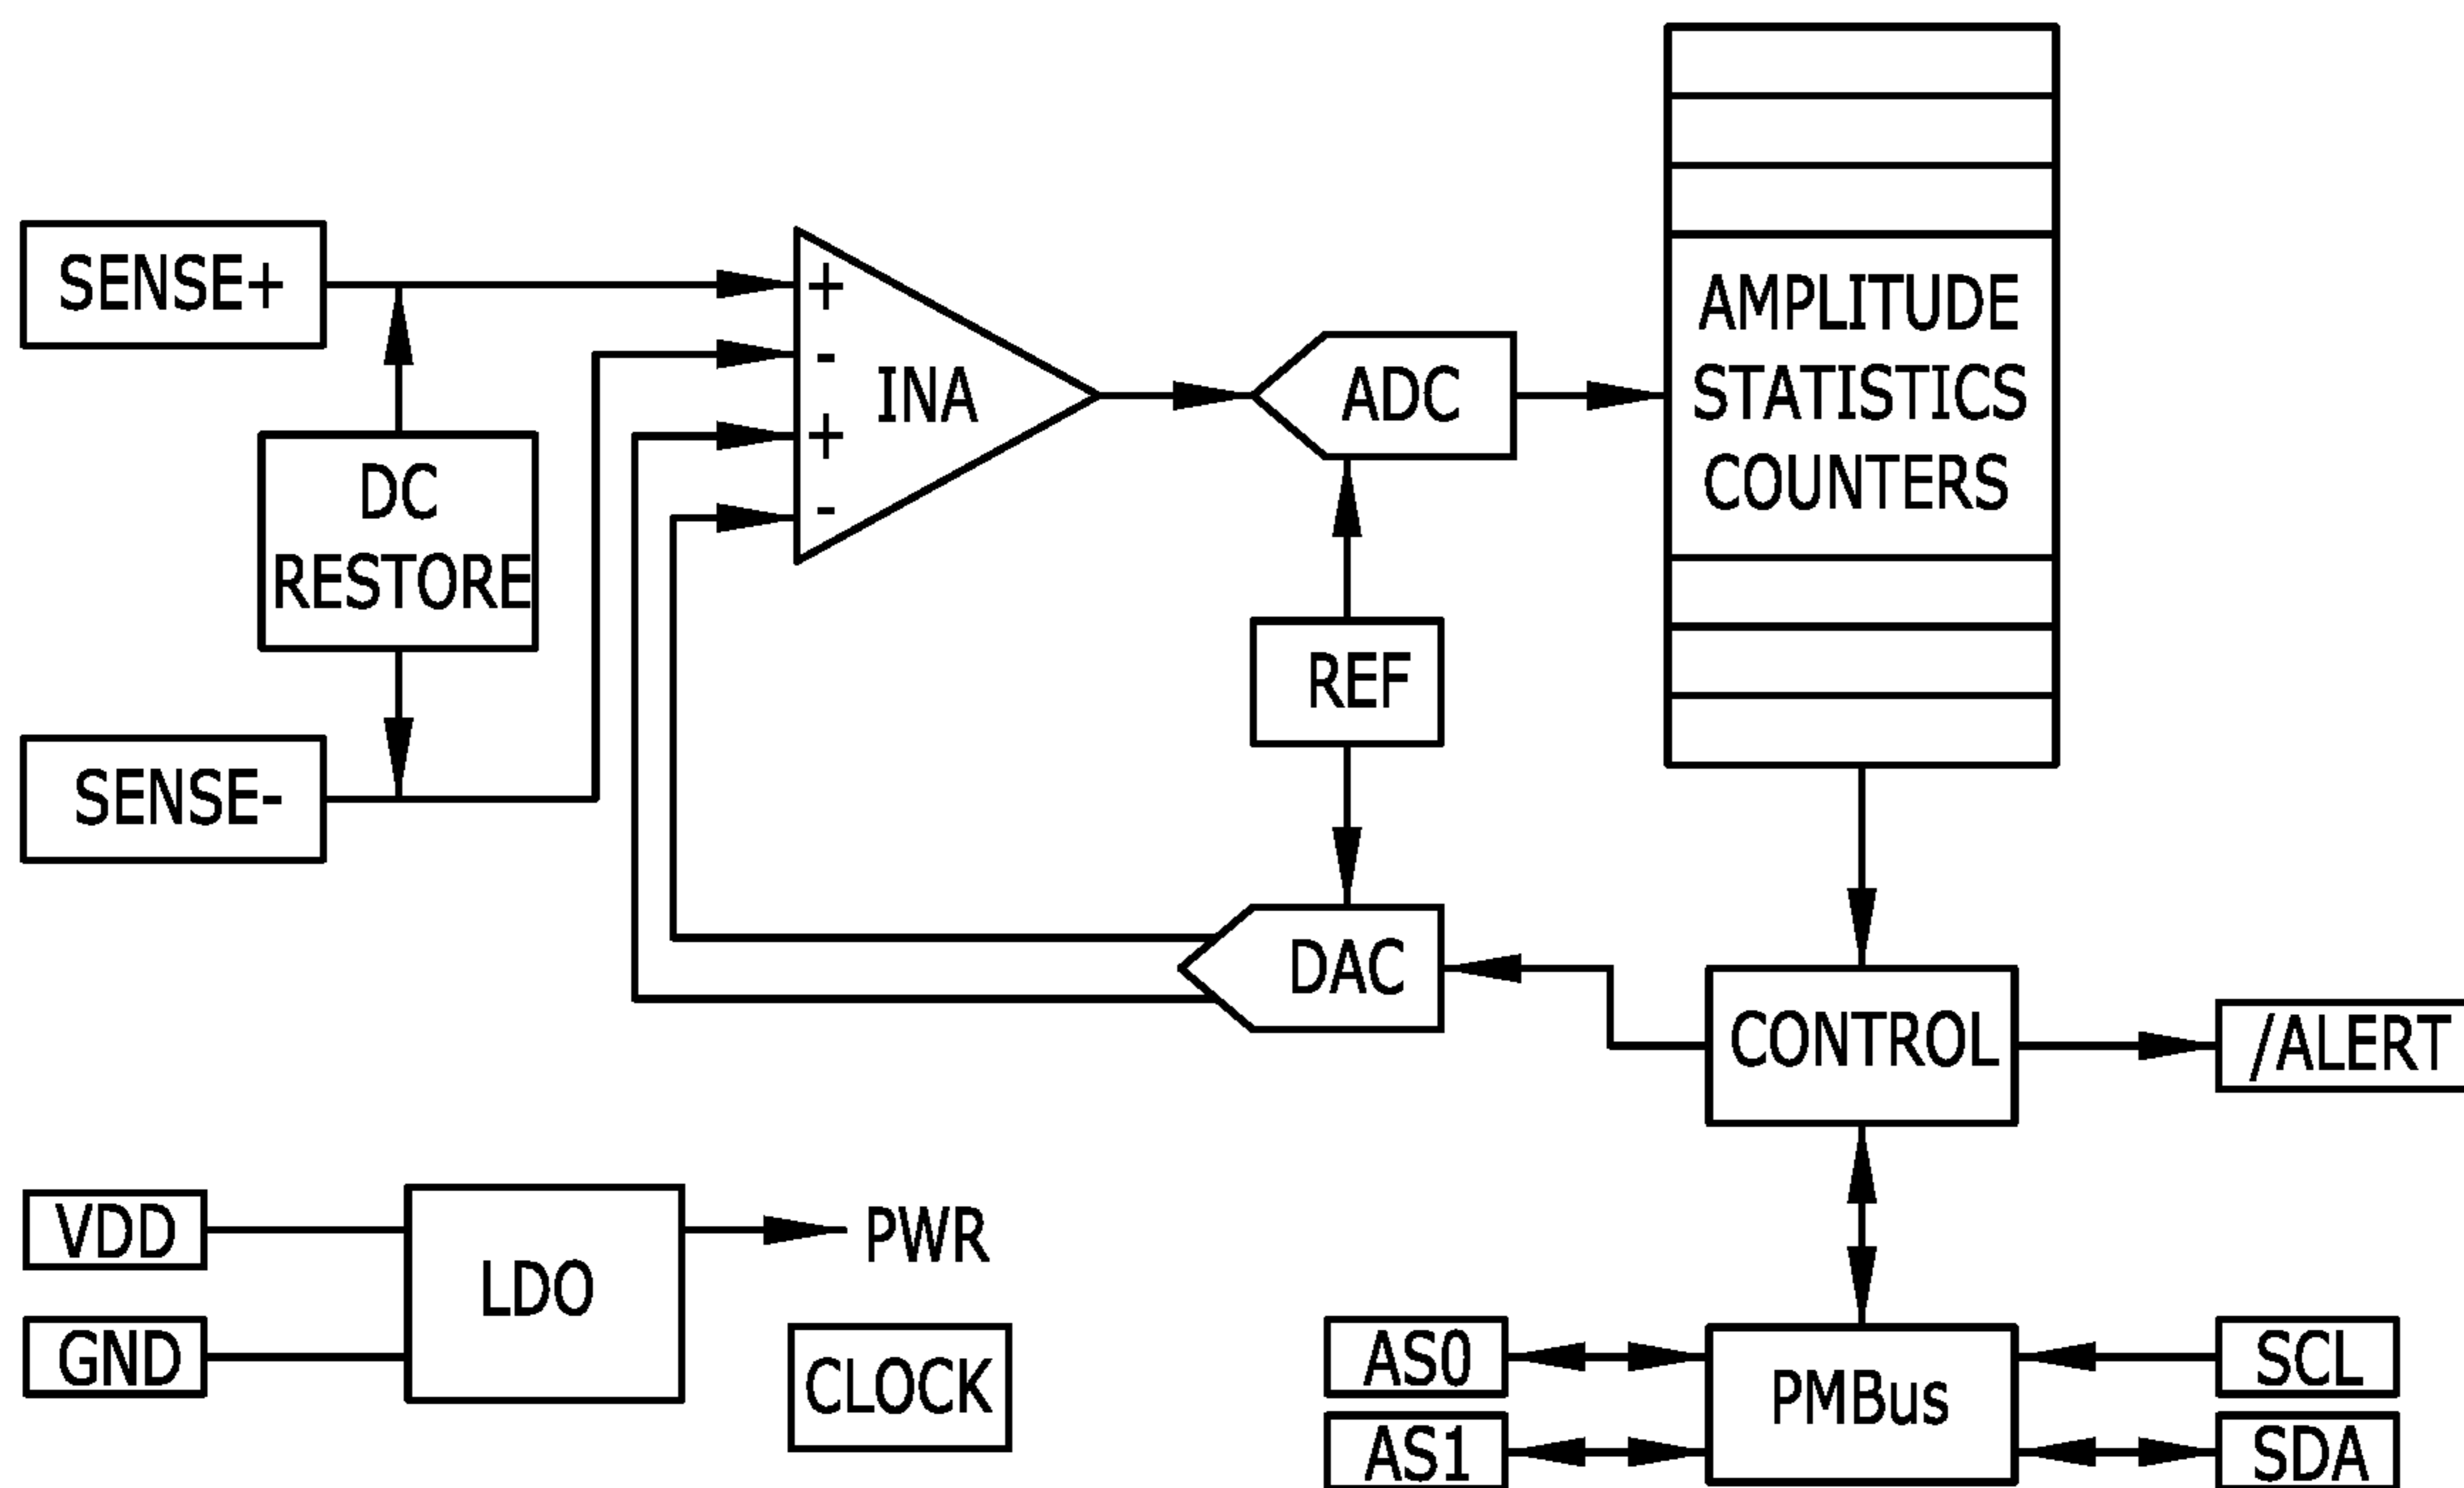 SENSE+
DC
RESTORE
SENSE-
+
-
+
-
INA
ADC
REF
DAC
AMPLITUDE
STATISTICS
COUNTERS
CONTROL
/ALERT
VDD
GND
LDO
PWR
CLOCK
AS0
AS1
PMBus
SCL
SDA